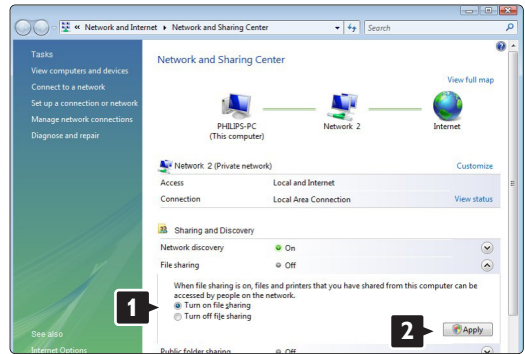 « Network and Internet ▸ Network and Sharing Center
Search
Tasks
View computers and devices
Connect to a network
Set up a connection or network
Manage network connections
Diagnose and repair
See also
Internet Options
Network and Sharing Center
View full map
PHILIPS-PC
(This computer)
Network 2
Internet
Network 2 (Private network)
Customize
Access
Local and Internet
Connection
Local Area Connection
View status
Sharing and Discovery
Network discovery
On
File sharing
Off
When file sharing is on, files and printers that you have shared from this computer can be
accessed by people on the network.
1
Turn on file sharing
Turn off file sharing
2
Apply
Public folder sharing
Off